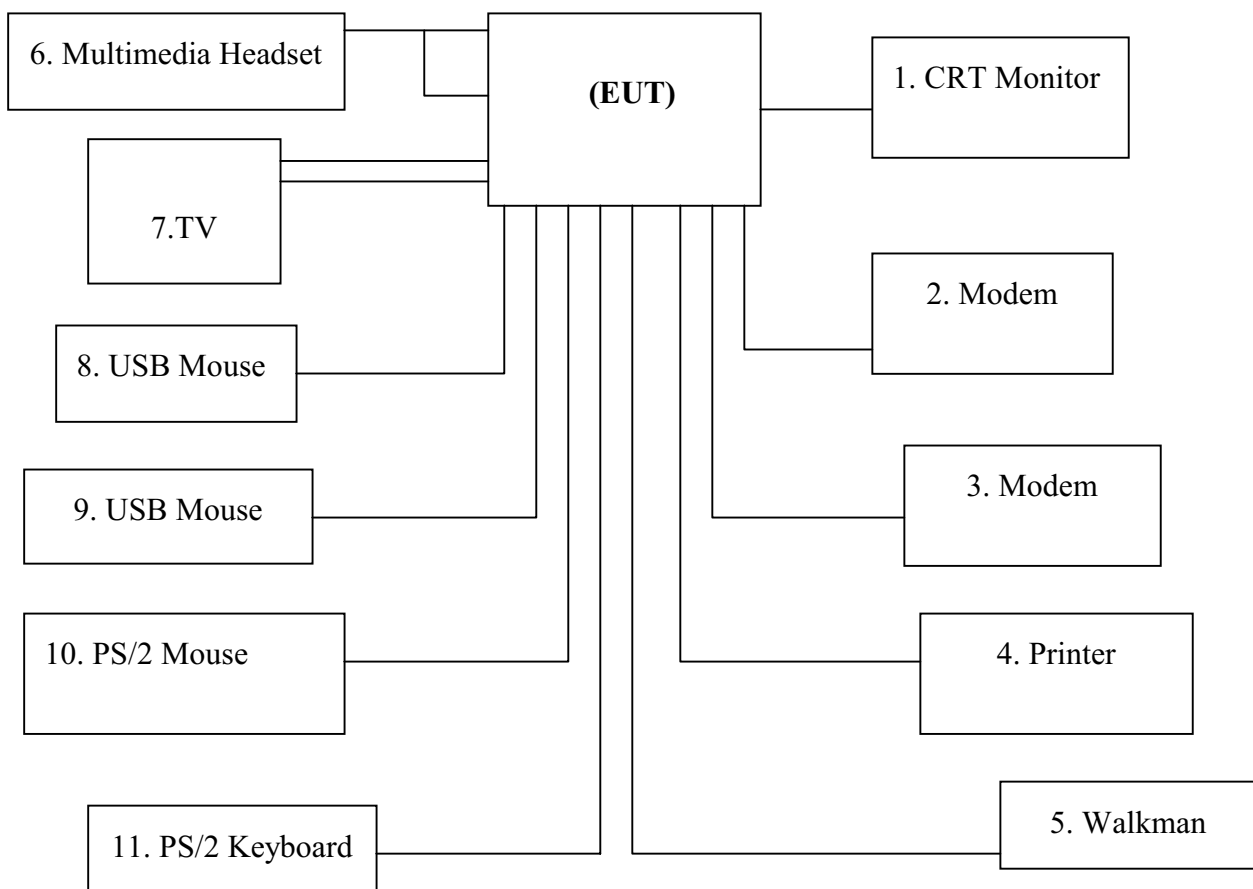 6. Multimedia Headset
(EUT)
1. CRT Monitor
7.TV
2. Modem
8. USB Mouse
3. Modem
9. USB Mouse
10. PS/2 Mouse
4. Printer
11. PS/2 Keyboard
5. Walkman